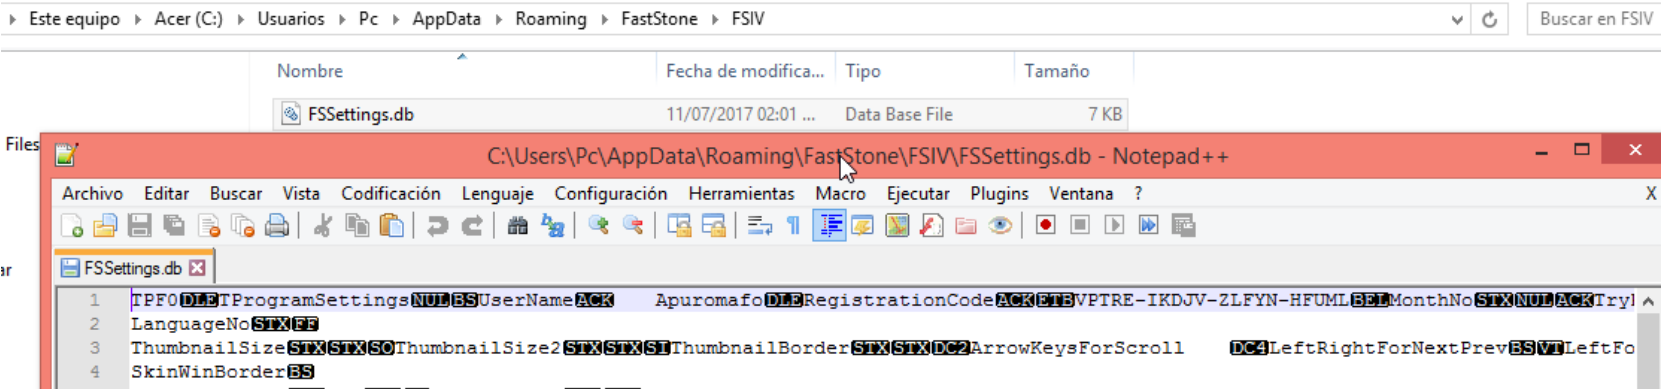 Este equipo › Acer (C:) › Usuarios › Pc › AppData › Roaming › FastStone › FSIV
Buscar en FSIV
Nombre Fecha de modifica... Tipo Tamaño
FSSettings.db 11/07/2017 02:01 ... Data Base File 7 KB
Files
C:\Users\Pc\AppData\Roaming\FastStone\FSIV\FSSettings.db - Notepad++
Archivo Editar Buscar Vista Codificación Lenguaje Configuración Herramientas Macro Ejecutar Plugins Ventana ? X
ar
FSSettings.db
1 TPF0DLETProgramSettingsNULBSUserNameACK ApuromafoDLERegistrationCodeACKETBVPTRE-IKDJV-ZLFYN-HFUMLBELMonthNoSTXNULACKTry
2 LanguageNoSTXFF
3 ThumbnailSizeSTXSTXSOThumbnailSize2STXSTXSIThumbnailBorderSTXSTXDC2ArrowKeysForScroll DC4LeftRightForNextPrevBSVTLeftFo
4 SkinWinBorderBS